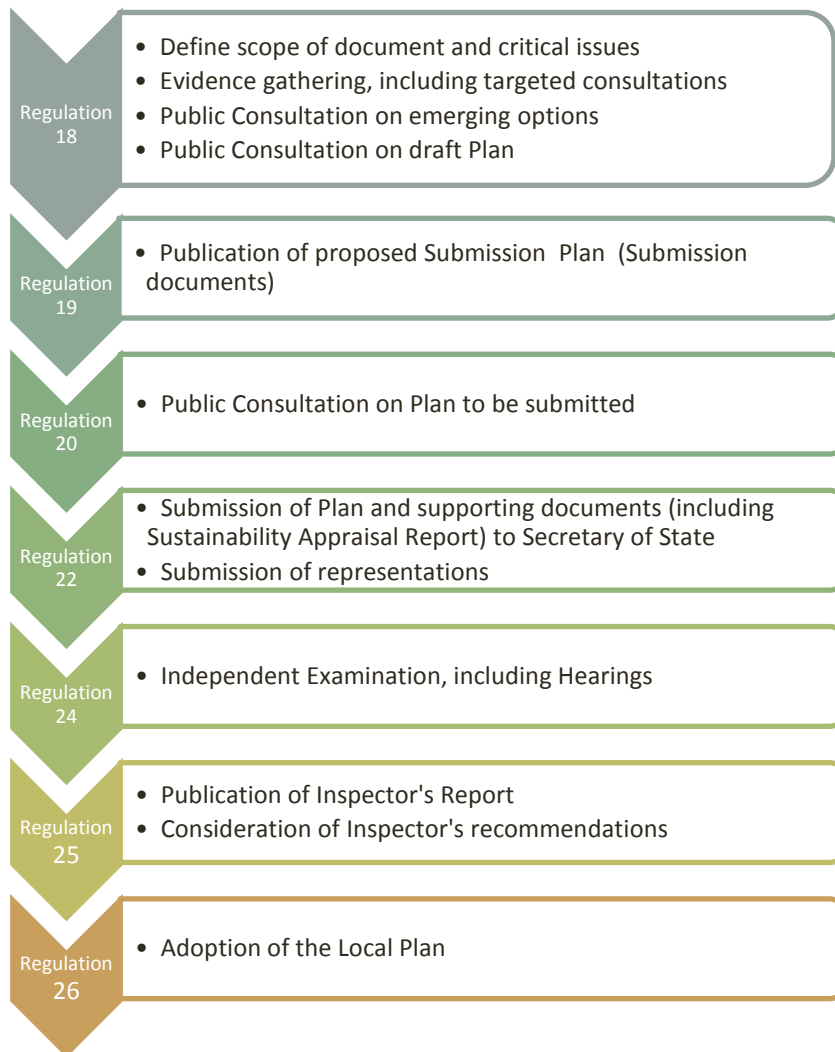 Regulation
18
• Define scope of document and critical issues
• Evidence gathering, including targeted consultations
• Public Consultation on emerging options
• Public Consultation on draft Plan
Regulation
19
• Publication of proposed Submission Plan (Submission
documents)
Regulation
20
• Public Consultation on Plan to be submitted
Regulation
22
• Submission of Plan and supporting documents (including
Sustainability Appraisal Report) to Secretary of State
• Submission of representations
Regulation
24
• Independent Examination, including Hearings
Regulation
25
• Publication of Inspector's Report
• Consideration of Inspector's recommendations
Regulation
26
• Adoption of the Local Plan